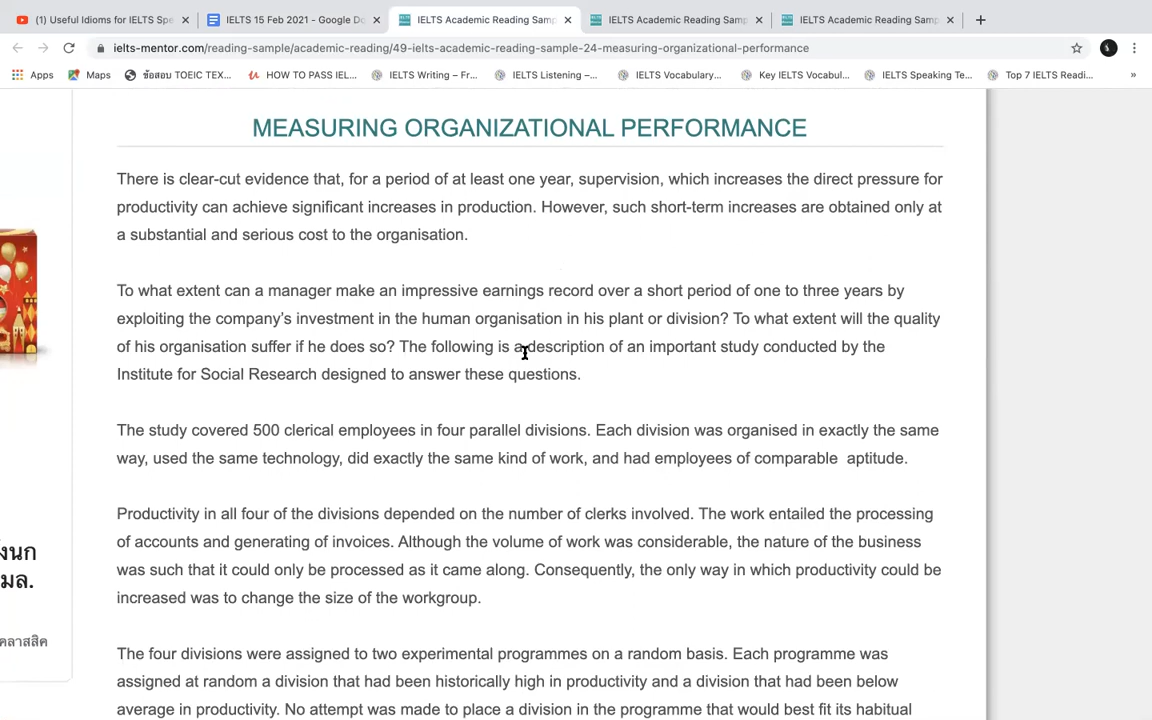 (1) Useful Idioms for IELTS Spe
IELTS 15 Feb 2021 - Google Do
IELTS Academic Reading Samp
IELTS Academic Reading Samp
IELTS Academic Reading Samp
ielts-mentor.com/reading-sample/academic-reading/49-ielts-academic-reading-sample-24-measuring-organizational-performance
Apps Maps ข้อสอบ TOEIC TEX... HOW TO PASS IEL... IELTS Writing – Fr... IELTS Listening –... IELTS Vocabulary... Key IELTS Vocabul... IELTS Speaking Te... Top 7 IELTS Readi... »
MEASURING ORGANIZATIONAL PERFORMANCE
There is clear-cut evidence that, for a period of at least one year, supervision, which increases the direct pressure for
productivity can achieve significant increases in production. However, such short-term increases are obtained only at
a substantial and serious cost to the organisation.
To what extent can a manager make an impressive earnings record over a short period of one to three years by
exploiting the company's investment in the human organisation in his plant or division? To what extent will the quality
of his organisation suffer if he does so? The following is a description of an important study conducted by the
Institute for Social Research designed to answer these questions.
The study covered 500 clerical employees in four parallel divisions. Each division was organised in exactly the same
way, used the same technology, did exactly the same kind of work, and had employees of comparable  aptitude.
Productivity in all four of the divisions depended on the number of clerks involved. The work entailed the processing
of accounts and generating of invoices. Although the volume of work was considerable, the nature of the business
was such that it could only be processed as it came along. Consequently, the only way in which productivity could be
increased was to change the size of the workgroup.
The four divisions were assigned to two experimental programmes on a random basis. Each programme was
assigned at random a division that had been historically high in productivity and a division that had been below
average in productivity. No attempt was made to place a division in the programme that would best fit its habitual
มล.
คลาสสิค